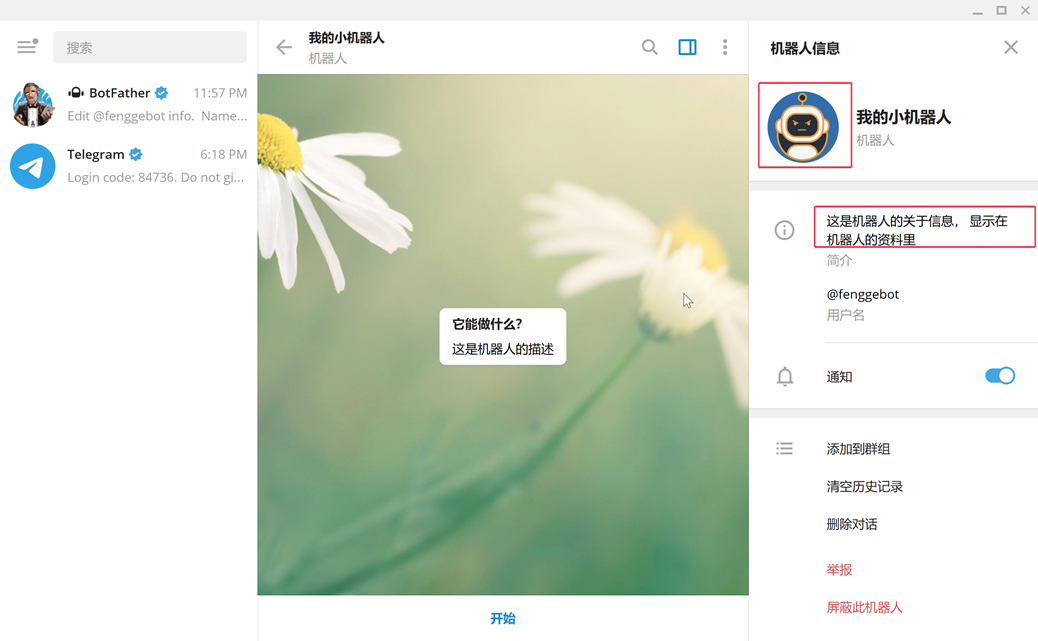 搜索
BotFather
11:57 PM
Edit @fenggebot info. Name...
Telegram
6:18 PM
Login code: 84736. Do not gi...
我的小机器人
机器人
它能做什么？
这是机器人的描述
开始
机器人信息
我的小机器人
机器人
这是机器人的关于信息， 显示在
机器人的资料里
简介
@fenggebot
用户名
通知
添加到群组
清空历史记录
删除对话
举报
屏蔽此机器人